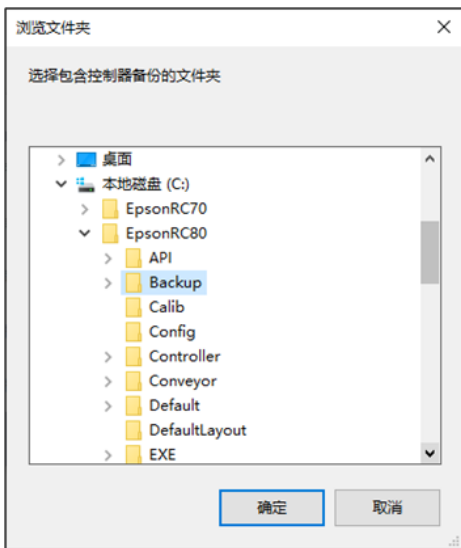 浏览文件夹
选择包含控制器备份的文件夹
桌面
本地磁盘 (C:)
EpsonRC70
EpsonRC80
API
Backup
Calib
Config
Controller
Conveyor
Default
DefaultLayout
EXE
确定 取消